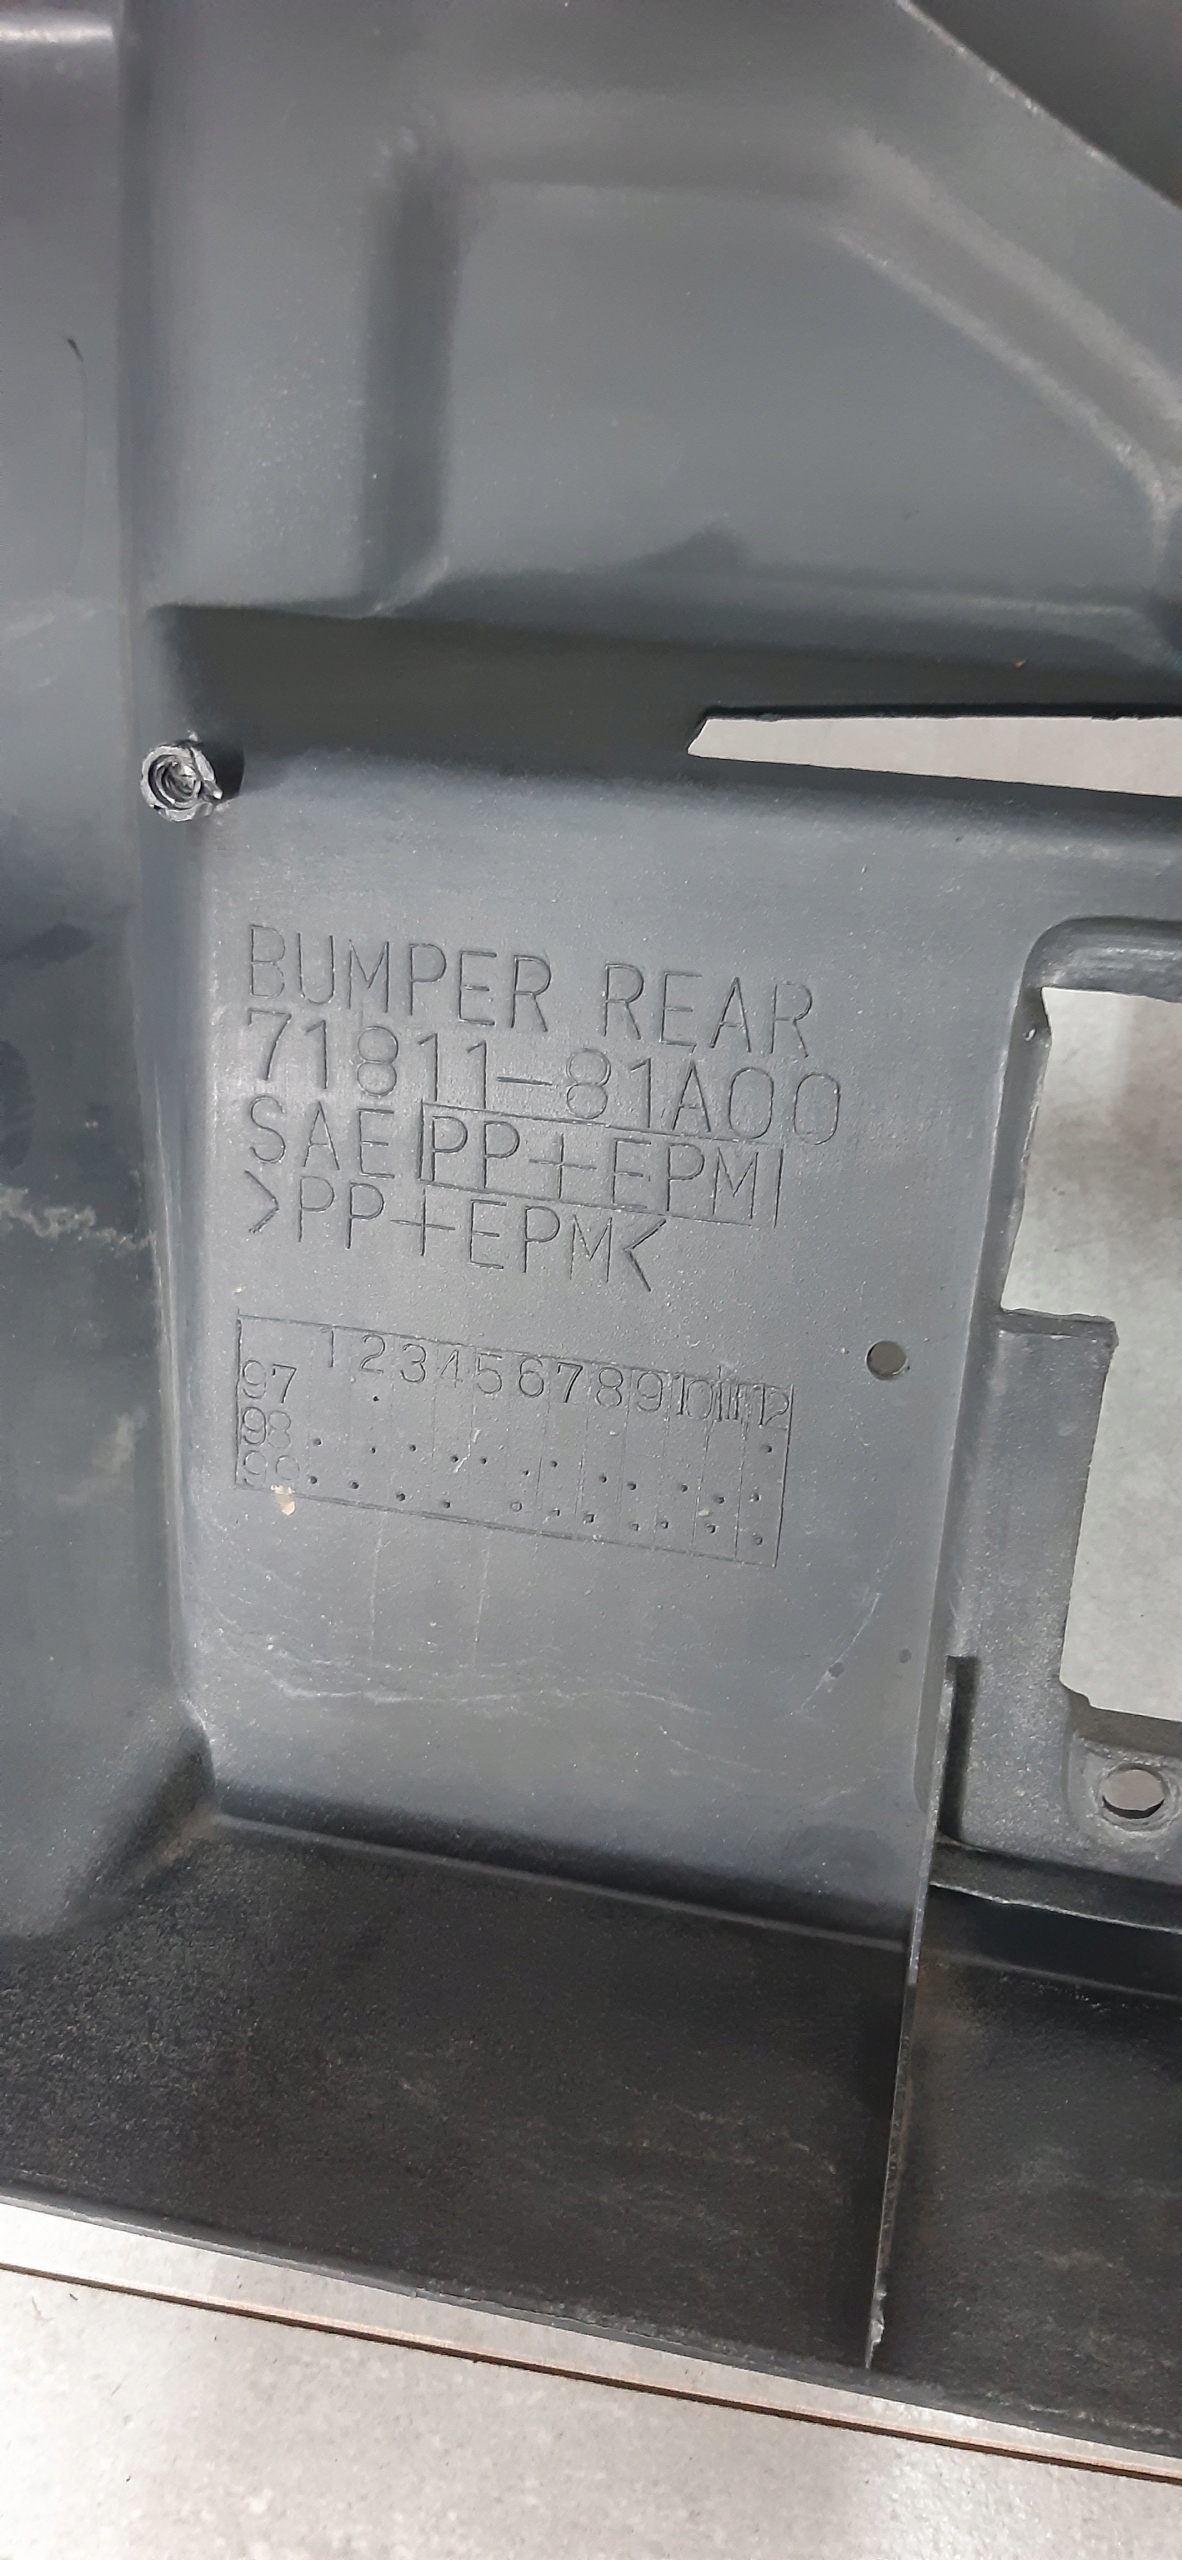 BUMPER REAR
71811-81A00
SAE PP+EPM
>PP+EPM<
1 2 3 4 5 6 7 8 9 10 11 12
97
98
99